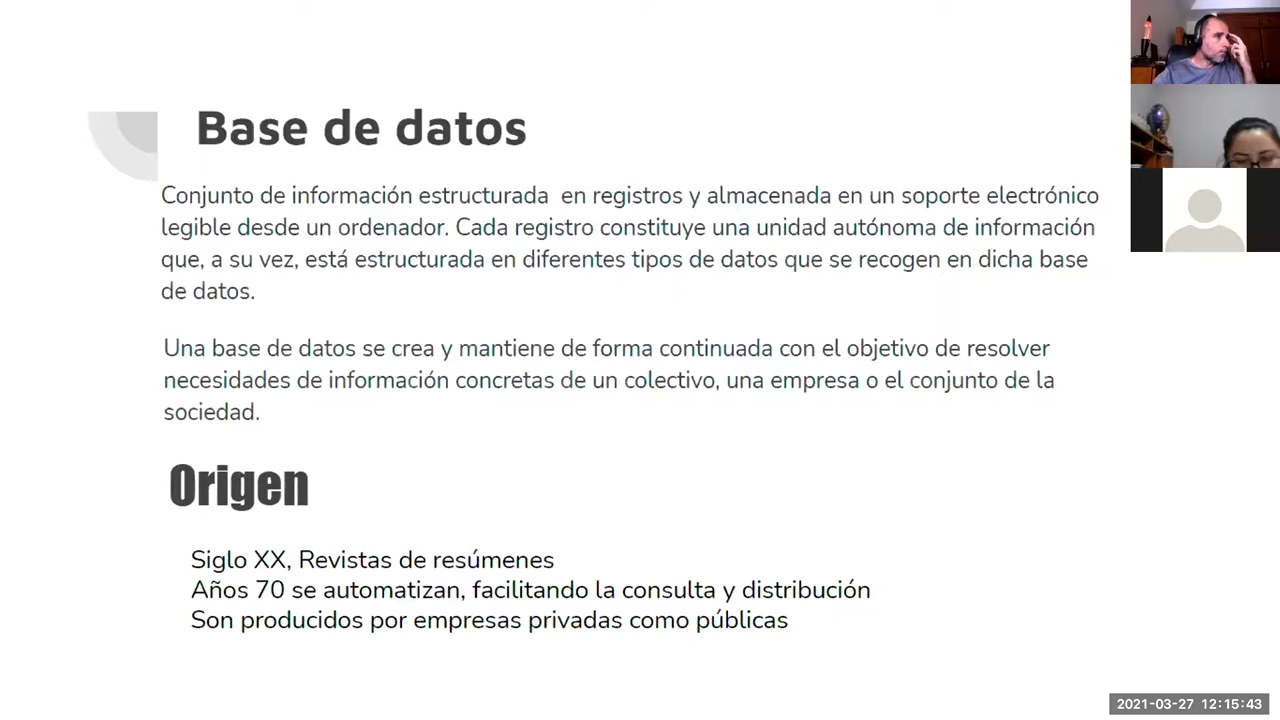 Base de datos
Conjunto de información estructurada en registros y almacenada en un soporte electrónico
legible desde un ordenador. Cada registro constituye una unidad autónoma de información
que, a su vez, está estructurada en diferentes tipos de datos que se recogen en dicha base
de datos.
Una base de datos se crea y mantiene de forma continuada con el objetivo de resolver
necesidades de información concretas de un colectivo, una empresa o el conjunto de la
sociedad.
Origen
Siglo XX, Revistas de resúmenes
Años 70 se automatizan, facilitando la consulta y distribución
Son producidos por empresas privadas como públicas
2021-03-27 12:15:43